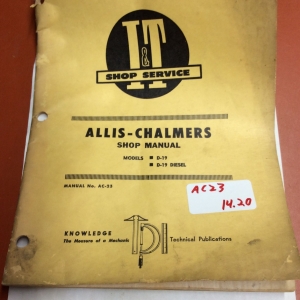 I&T
SHOP SERVICE
ALLIS-CHALMERS
SHOP MANUAL
MODELS ■ D-19
■ D-19 DIESEL
MANUAL No. AC-23
AC23
14.20
KNOWLEDGE
The Measure of a Mechanic
TP
Technical Publications